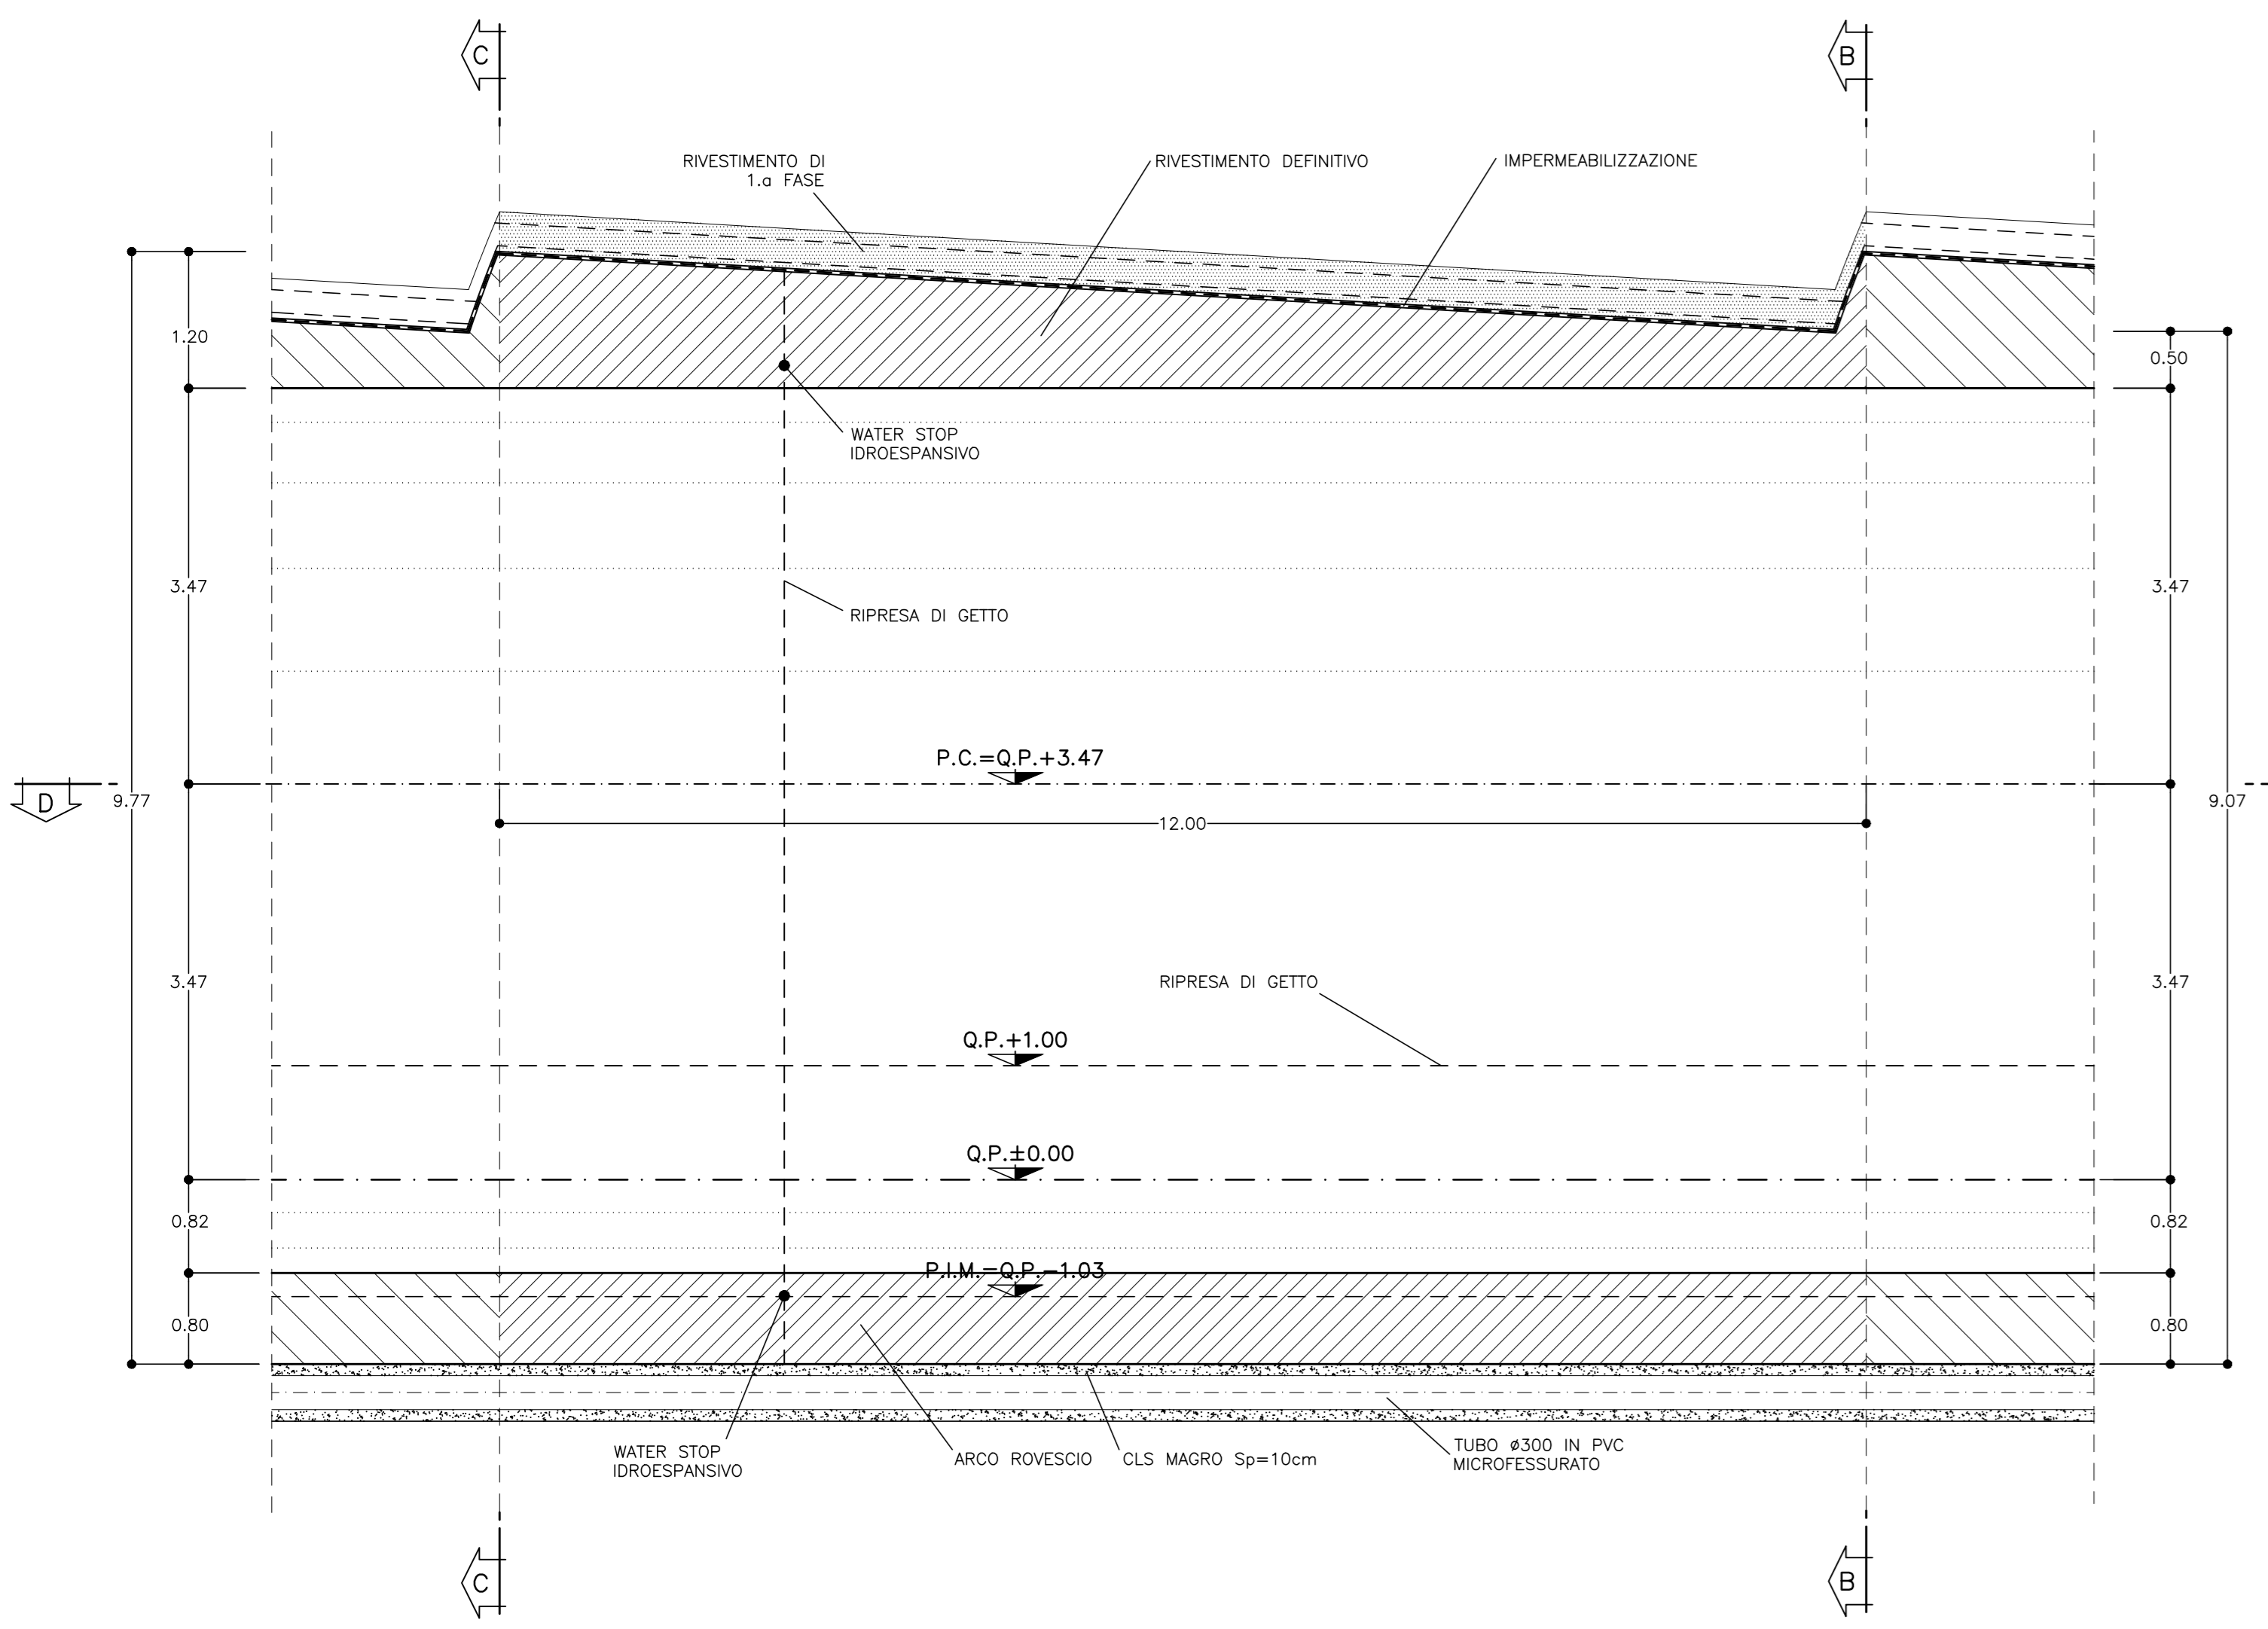 C
B
RIVESTIMENTO DI
1.a FASE
RIVESTIMENTO DEFINITIVO
IMPERMEABILIZZAZIONE
1.20
0.50
WATER STOP
IDROESPANSIVO
3.47
3.47
RIPRESA DI GETTO
P.C.=Q.P.+3.47
D
9.77
9.07
12.00
3.47
3.47
RIPRESA DI GETTO
Q.P.+1.00
Q.P.±0.00
0.82
0.82
P.I.M.=Q.P.-1.03
0.80
0.80
WATER STOP
IDROESPANSIVO
ARCO ROVESCIO
CLS MAGRO Sp=10cm
TUBO ø300 IN PVC
MICROFESSURATO
C
B